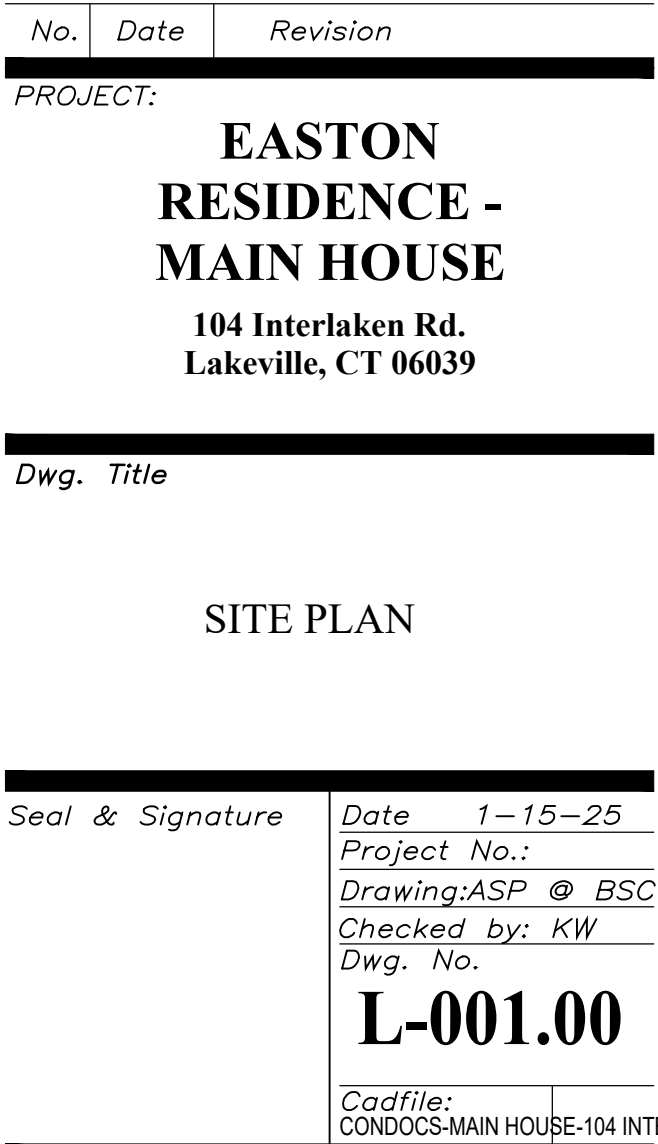 No. Date Revision
PROJECT:
EASTON
RESIDENCE -
MAIN HOUSE
104 Interlaken Rd.
Lakeville, CT 06039
Dwg. Title
SITE PLAN
Seal & Signature
Date 1-15-25
Project No.:
Drawing:ASP @ BSC
Checked by: KW
Dwg. No.
L-001.00
Cadfile:
CONDOCS-MAIN HOUSE-104